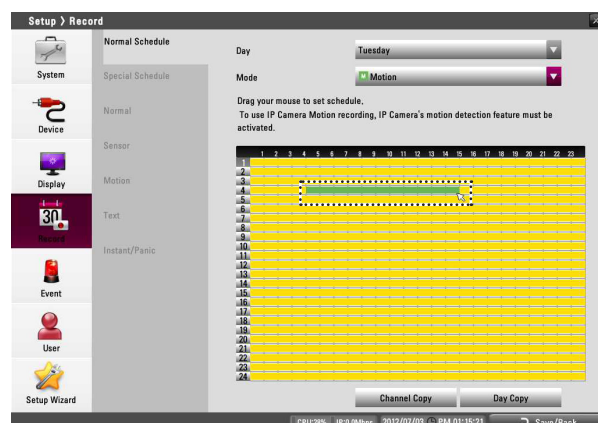 Setup > Record
System
Device
Display
Record
Event
User
Setup Wizard
Normal Schedule
Special Schedule
Normal
Sensor
Motion
Text
Instant/Panic
Day
Tuesday
Mode
M Motion
Drag your mouse to set schedule,
To use IP Camera Motion recording, IP Camera's motion detection feature must be
activated.
1 2 3 4 5 6 7 8 9 10 11 12 13 14 15 16 17 18 19 20 21 22 23
1
2
3
4
5
6
7
8
9
10
11
12
13
14
15
16
17
18
19
20
21
22
23
24
Channel Copy
Day Copy
CPU:28% IP:0.0Mbps 2012/07/03 PM 01:15:21 Save/Back